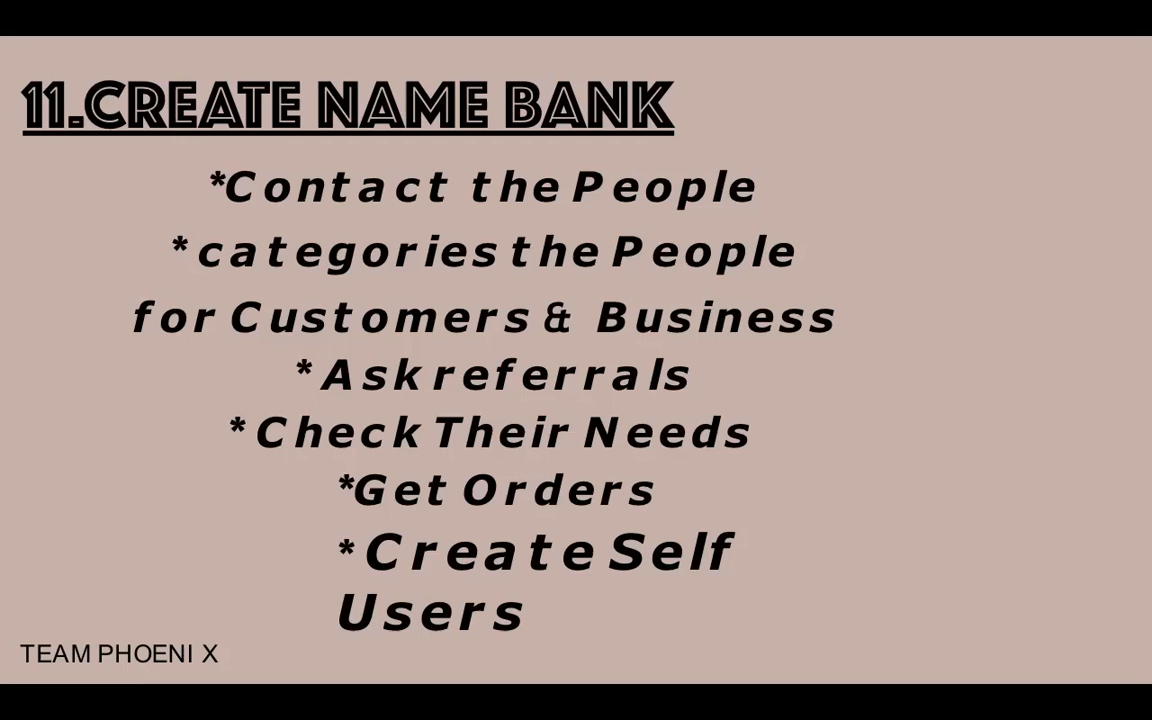 11.CREATE NAME BANK
*Contact the People
*categories the People
for Customers & Business
*Ask referrals
*Check Their Needs
*Get Orders
*Create Self
Users
TEAM PHOENI X